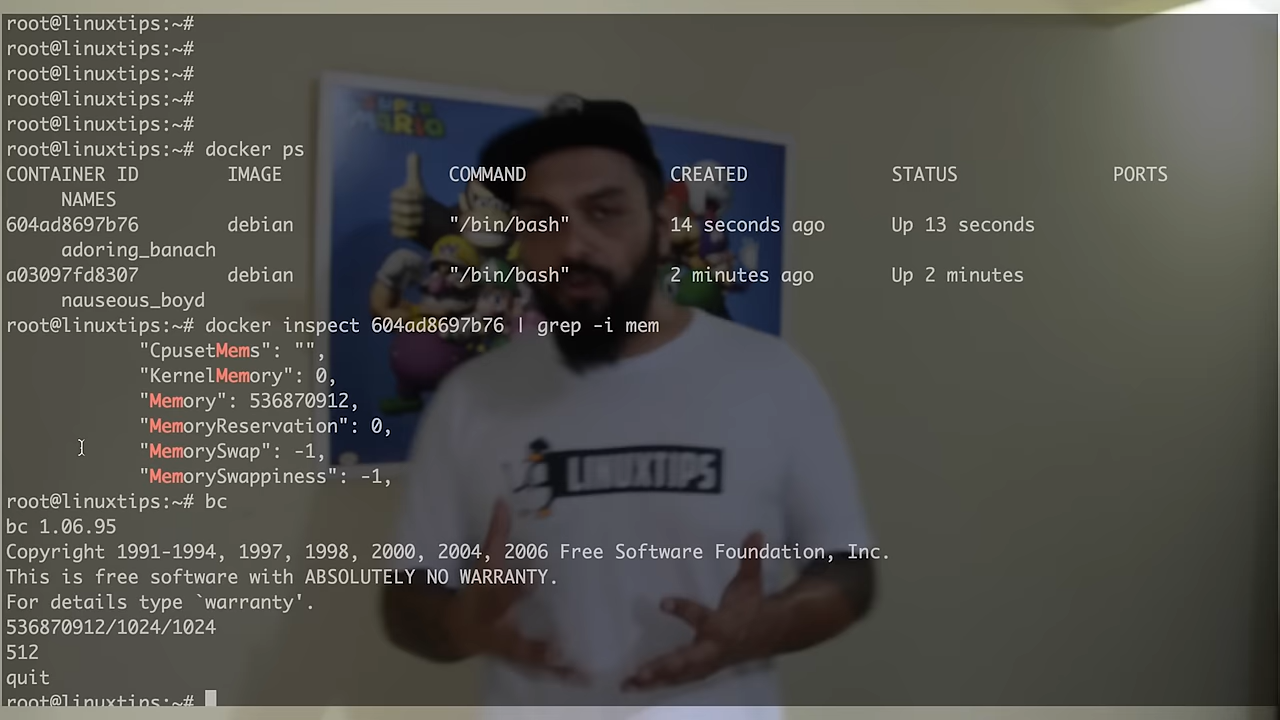 root@linuxtips:~#
root@linuxtips:~#
root@linuxtips:~#
root@linuxtips:~#
root@linuxtips:~#
root@linuxtips:~# docker ps
CONTAINER ID        IMAGE               COMMAND             CREATED             STATUS              PORTS
     NAMES
604ad8697b76        debian              "/bin/bash"         14 seconds ago      Up 13 seconds
     adoring_banach
a03097fd8307        debian              "/bin/bash"         2 minutes ago       Up 2 minutes
     nauseous_boyd
root@linuxtips:~# docker inspect 604ad8697b76 | grep -i mem
            "CpusetMems": "",
            "KernelMemory": 0,
            "Memory": 536870912,
            "MemoryReservation": 0,
            "MemorySwap": -1,
            "MemorySwappiness": -1,
root@linuxtips:~# bc
bc 1.06.95
Copyright 1991-1994, 1997, 1998, 2000, 2004, 2006 Free Software Foundation, Inc.
This is free software with ABSOLUTELY NO WARRANTY.
For details type `warranty'.
536870912/1024/1024
512
quit
root@linuxtips:~#
SUPER
MARIO
LINUXTIPS